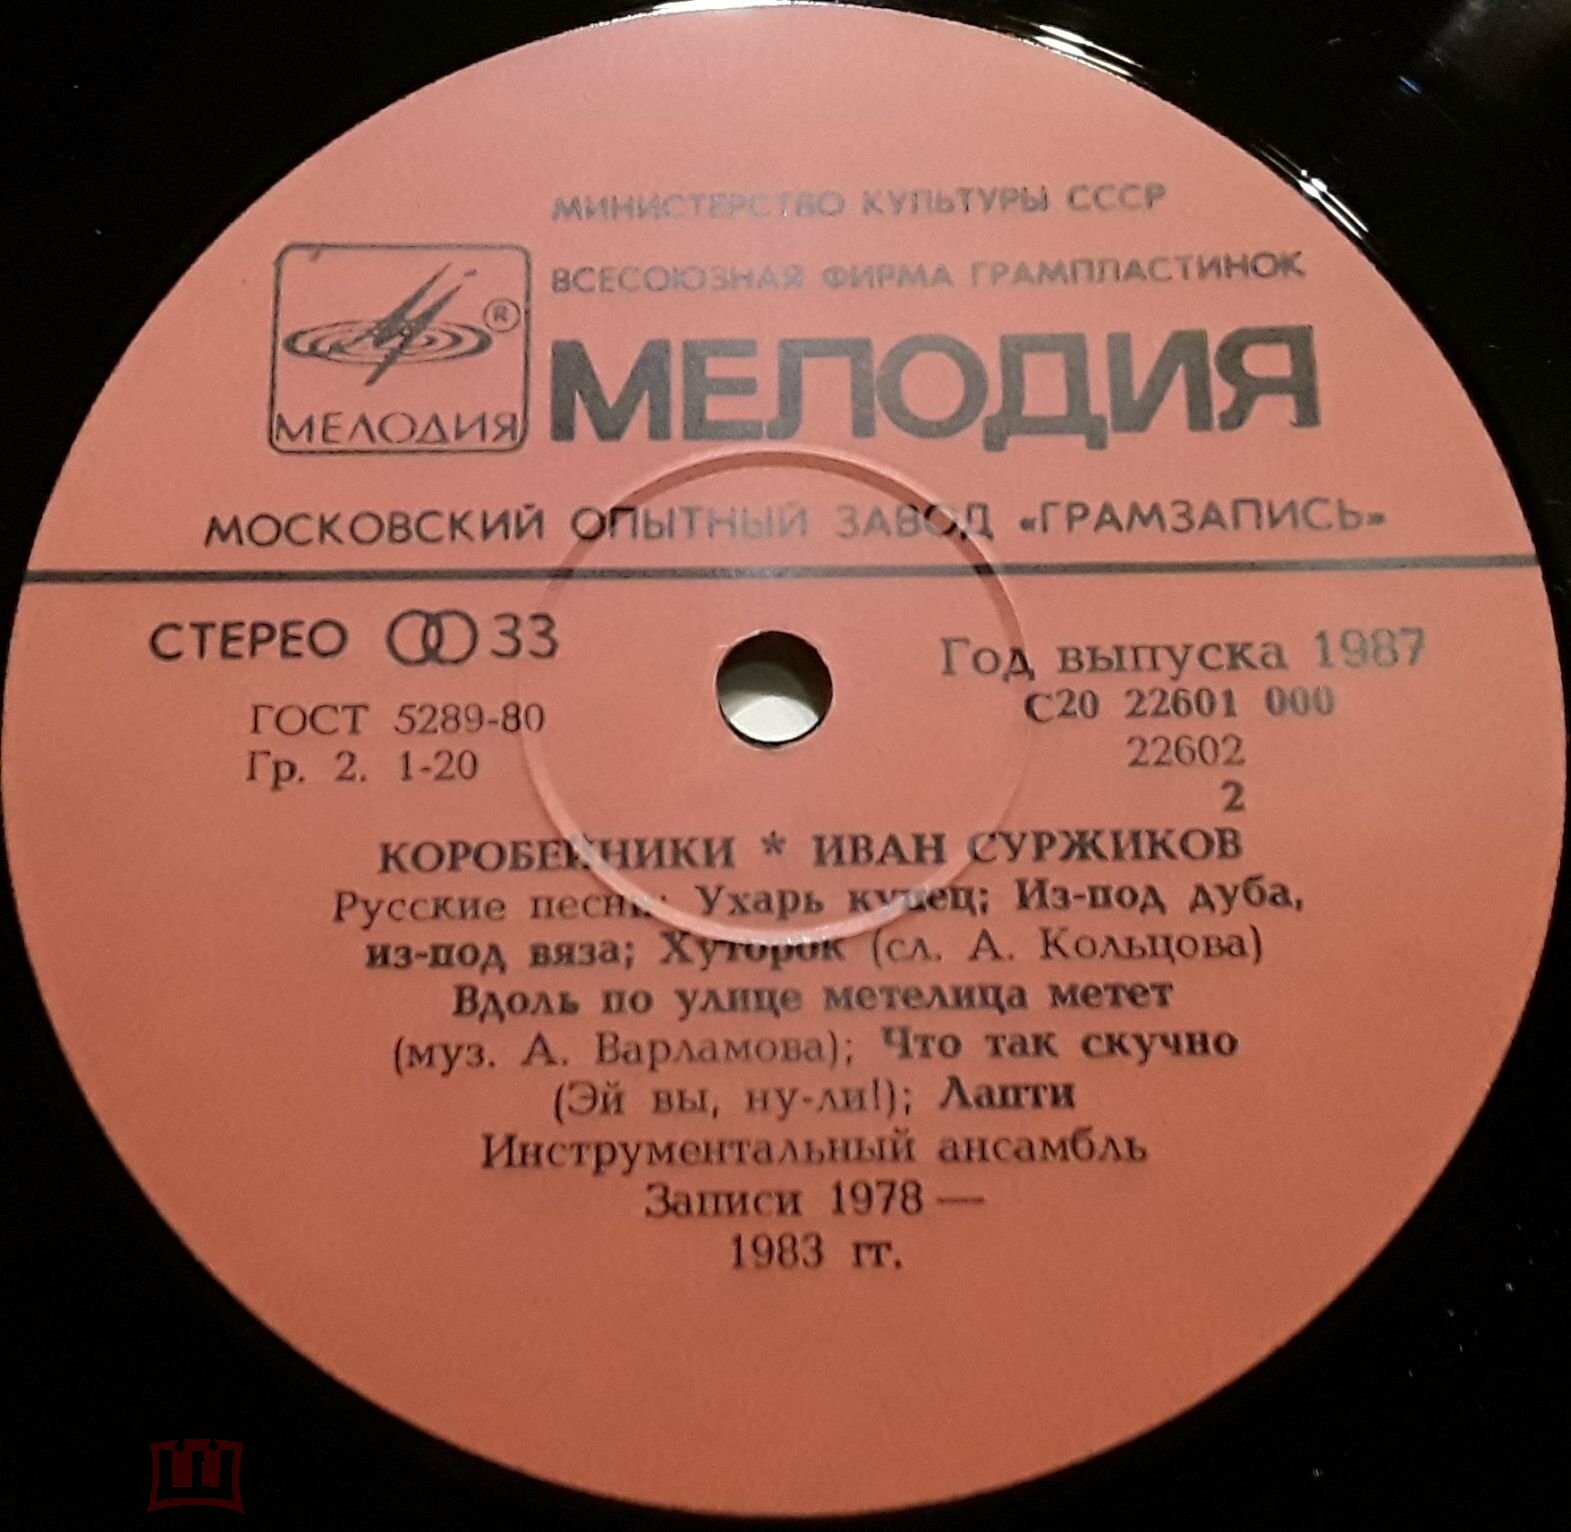 МИНИСТЕРСТВО КУЛЬТУРЫ СССР
ВСЕСОЮЗНАЯ ФИРМА ГРАМПЛАСТИНОК
МЕЛОДИЯ ®
МЕЛОДИЯ
МОСКОВСКИЙ ОПЫТНЫЙ ЗАВОД «ГРАМЗАПИСЬ»
СТЕРЕО 33
Год выпуска 1987
ГОСТ 5289-80
С20 22601 000
Гр. 2. 1-20
22602
2
КОРОБЕЙНИКИ * ИВАН СУРЖИКОВ
Русские песни: Ухарь купец; Из-под дуба,
из-под вяза; Хуторок (сл. А. Кольцова)
Вдоль по улице метелица метет
(муз. А. Варламова); Что так скучно
(Эй вы, ну-ли!); Лапти
Инструментальный ансамбль
Записи 1978 —
1983 гг.